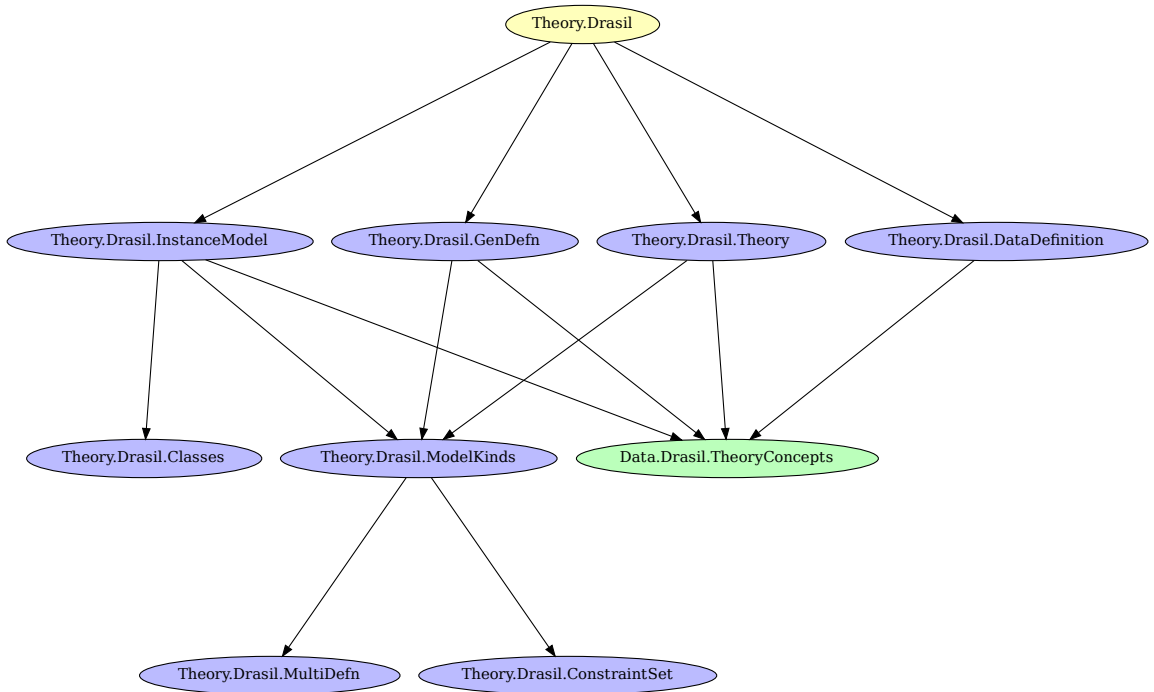 Theory.Drasil
Theory.Drasil.InstanceModel
Theory.Drasil.GenDefn
Theory.Drasil.Theory
Theory.Drasil.DataDefinition
Theory.Drasil.Classes
Theory.Drasil.ModelKinds
Data.Drasil.TheoryConcepts
Theory.Drasil.MultiDefn
Theory.Drasil.ConstraintSet